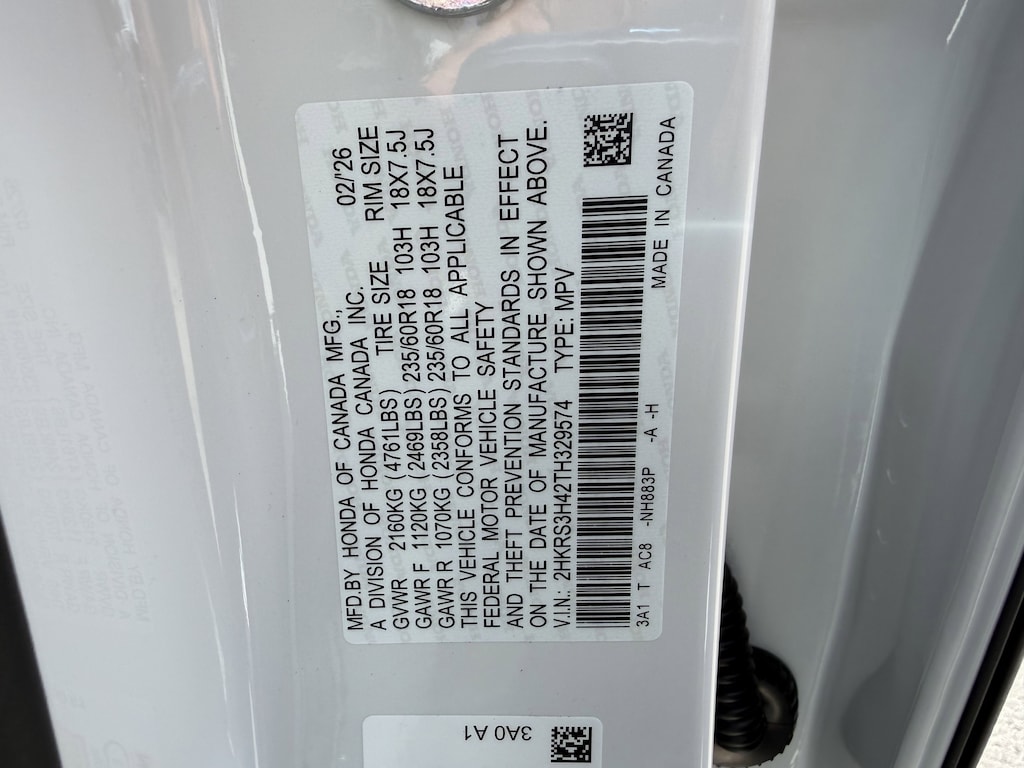 MFD.BY HONDA OF CANADA MFG., 02/'26
A DIVISION OF HONDA CANADA INC.
TIRE SIZE RIM SIZE
GVWR 2160KG (4761LBS)
GAWR F 1120KG (2469LBS) 235/60R18 103H 18X7.5J
GAWR R 1070KG (2358LBS) 235/60R18 103H 18X7.5J
THIS VEHICLE CONFORMS TO ALL APPLICABLE
FEDERAL MOTOR VEHICLE SAFETY
AND THEFT PREVENTION STANDARDS IN EFFECT
ON THE DATE OF MANUFACTURE SHOWN ABOVE.
V.I.N.: 2HKRS3H42TH329574 TYPE: MPV
3A1 T AC8 -NH883P -A -H
MADE IN CANADA
3A0 A1